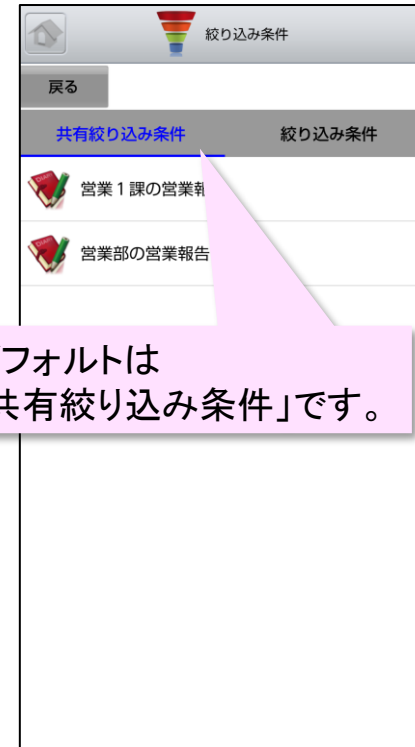 絞り込み条件
戻る
共有絞り込み条件 絞り込み条件
営業1課の営業報
営業部の営業報告
フォルトは
共有絞り込み条件」です。